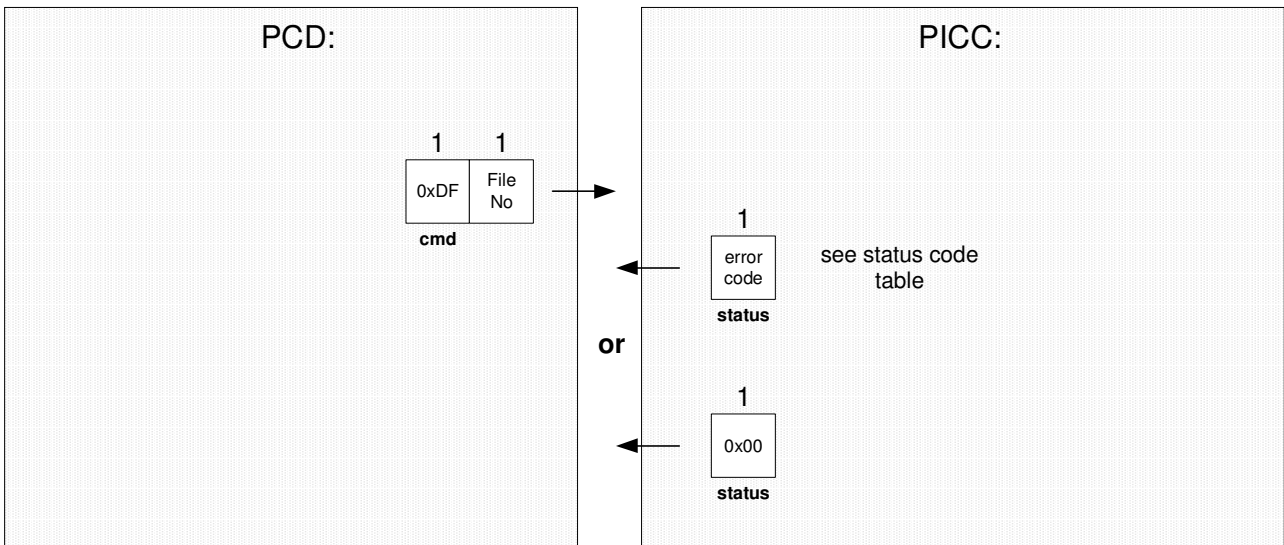 PCD:
PICC:
1 1
0xDF
File
No
cmd
1
error
code
see status code
table
status
or
1
0x00
status